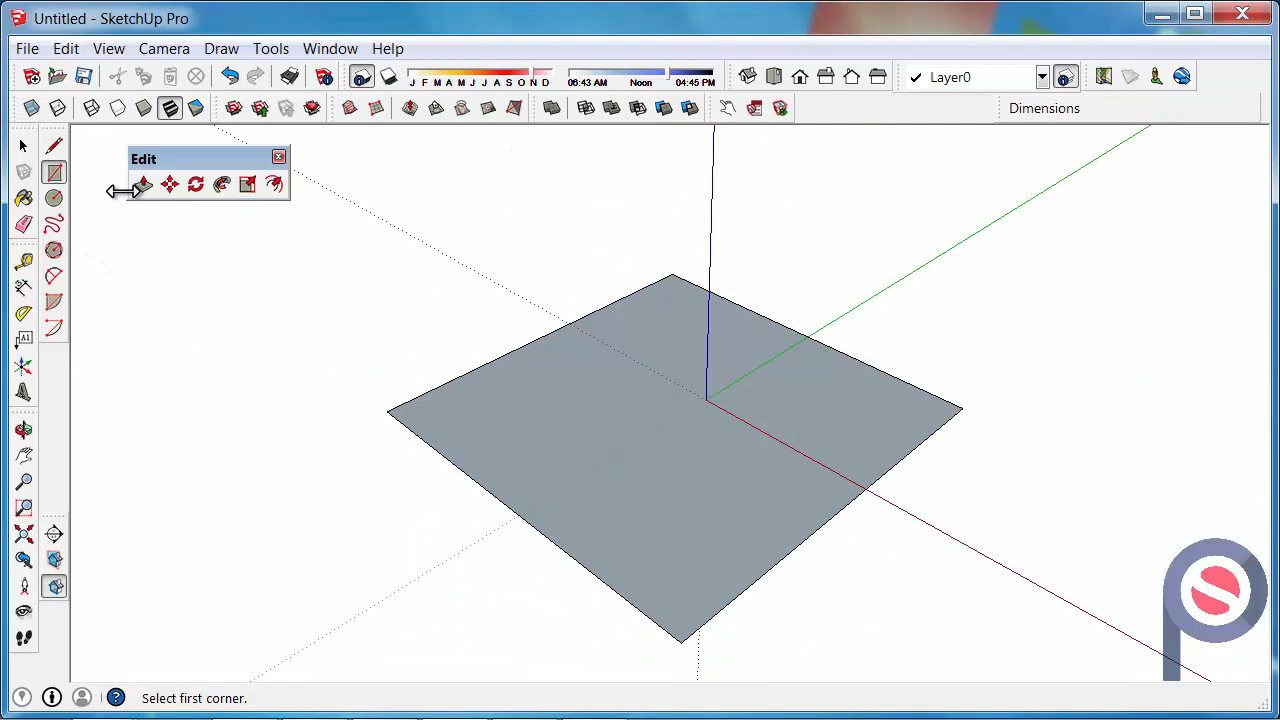 Untitled - SketchUp Pro
File Edit View Camera Draw Tools Window Help
J F M A M J J A S O N D 06:43 AM Noon 04:45 PM Layer0
Dimensions
Edit
A1
Select first corner.